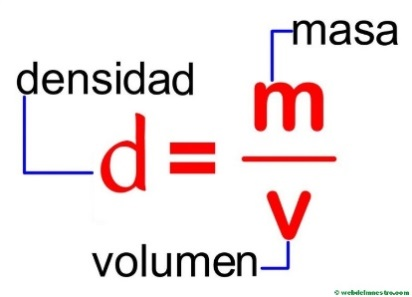 masa
densidad
d = m
v
volumen
© webdelmaestro.com